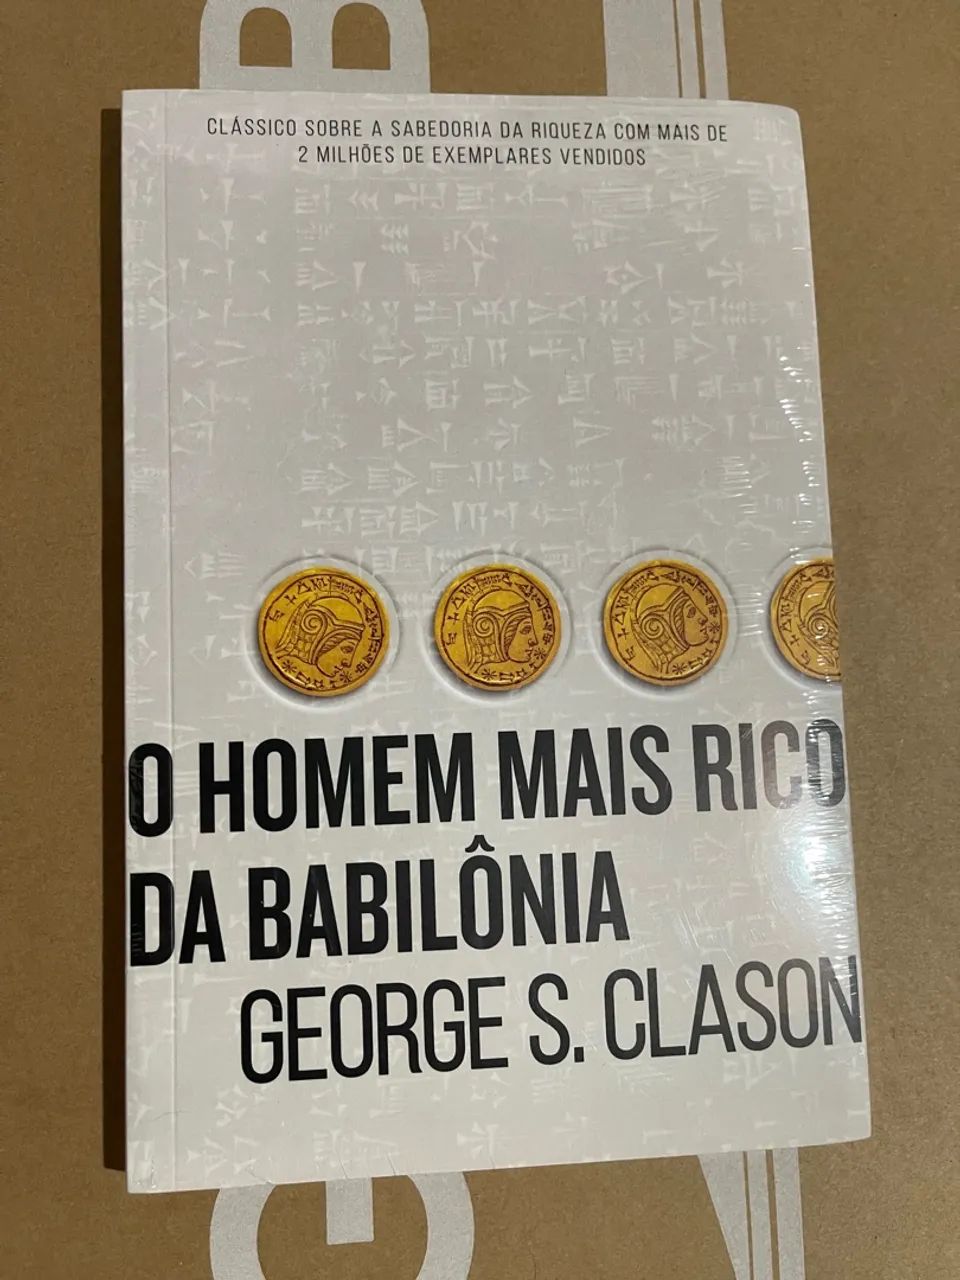 CLÁSSICO SOBRE A SABEDORIA DA RIQUEZA COM MAIS DE
2 MILHÕES DE EXEMPLARES VENDIDOS
O HOMEM MAIS RICO
DA BABILÔNIA
GEORGE S. CLASON